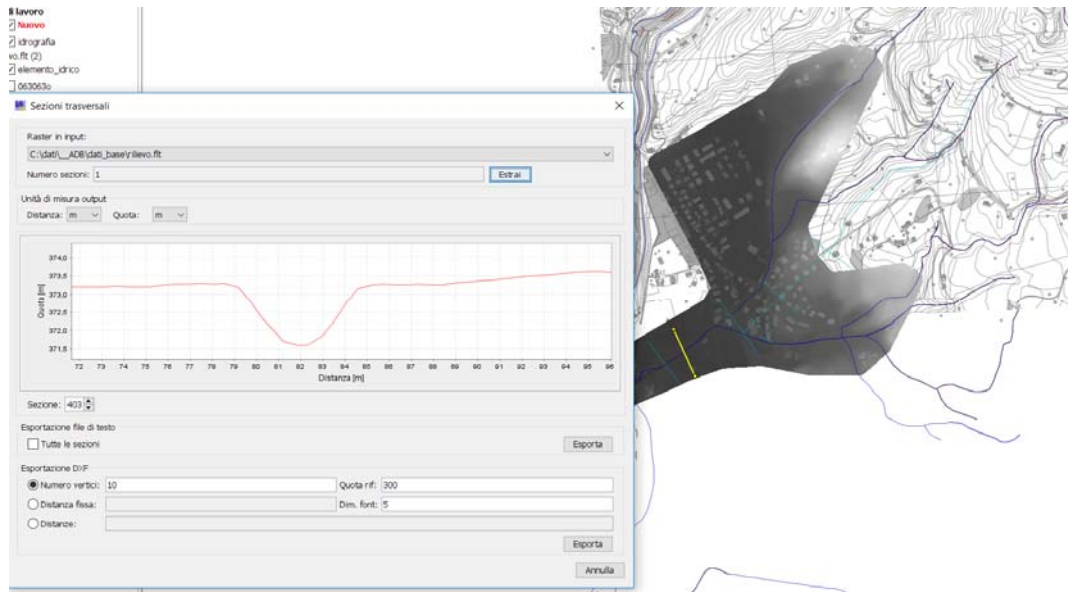 di lavoro
Nuovo
idrografia
vo.flt (2)
elemento_idrico
063063o
Sezioni trasversali
Raster in input:
C:\dati\__ADB\dati_base\rilievo.flt
Numero sezioni: 1 Estrai
Unità di misura output
Distanza: m Quota: m
374,0
373,5
373,0
372,5
372,0
371,5
Quota [m]
72 73 74 75 76 77 78 79 80 81 82 83 84 85 86 87 88 89 90 91 92 93 94 95 96
Distanza [m]
Sezione: 403
Esportazione file di testo
Tutte le sezioni Esporta
Esportazione DXF
Numero vertici: 10 Quota rif: 300
Distanza fissa: Dim. font: 5
Distanze:
Esporta
Annulla